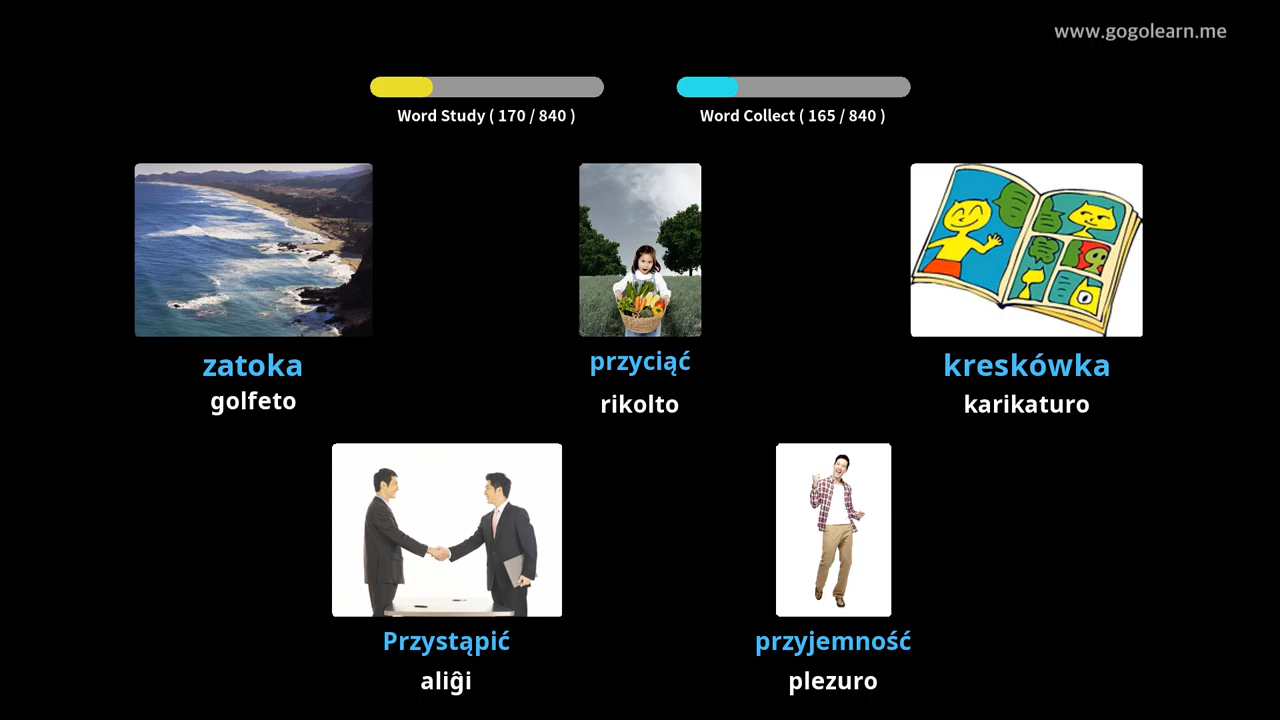 www.gogolearn.me
Word Study ( 170 / 840 )
Word Collect ( 165 / 840 )
zatoka
golfeto
przyciąć
rikolto
kreskówka
karikaturo
Przystąpić
aliĝi
przyjemność
plezuro